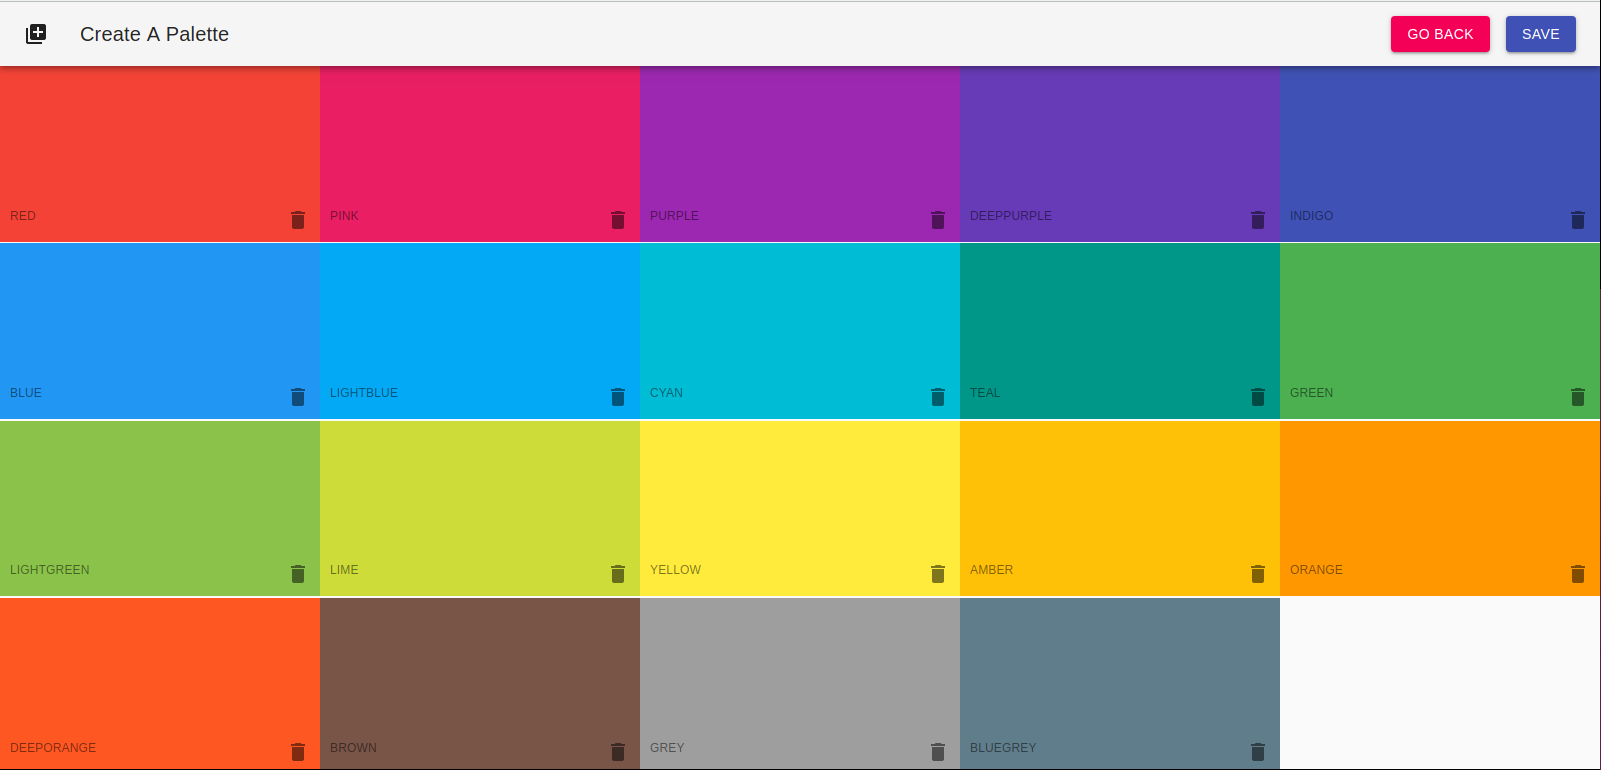 Create A Palette
GO BACK
SAVE
RED
PINK
PURPLE
DEEPPURPLE
INDIGO
BLUE
LIGHTBLUE
CYAN
TEAL
GREEN
LIGHTGREEN
LIME
YELLOW
AMBER
ORANGE
DEEPORANGE
BROWN
GREY
BLUEGREY